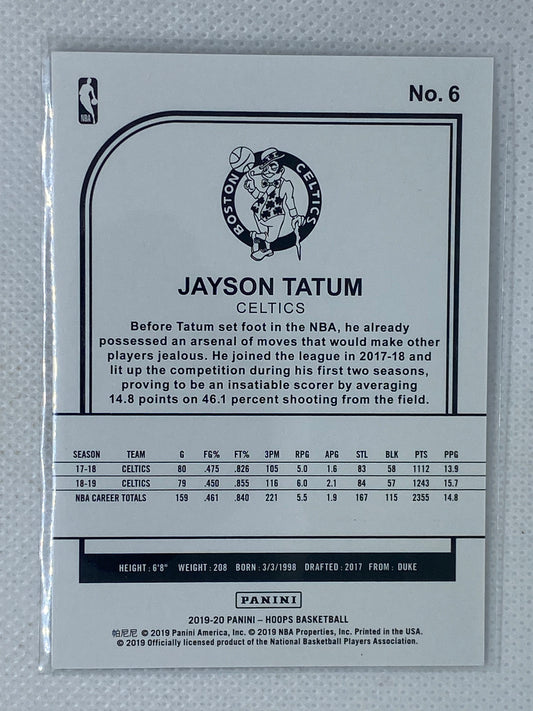 No. 6
NBA
BOSTON CELTICS
JAYSON TATUM
CELTICS
Before Tatum set foot in the NBA, he already
possessed an arsenal of moves that would make other
players jealous. He joined the league in 2017-18 and
lit up the competition during his first two seasons,
proving to be an insatiable scorer by averaging
14.8 points on 46.1 percent shooting from the field.
SEASON TEAM G FG% FT% 3PM RPG APG STL BLK PTS PPG
17-18 CELTICS 80 .475 .826 105 5.0 1.6 83 58 1112 13.9
18-19 CELTICS 79 .450 .855 116 6.0 2.1 84 57 1243 15.7
NBA CAREER TOTALS 159 .461 .840 221 5.5 1.9 167 115 2355 14.8
HEIGHT: 6'8" WEIGHT: 208 BORN: 3/3/1998 DRAFTED: 2017 FROM: DUKE
PANINI
2019-20 PANINI – HOOPS BASKETBALL
帕尼尼 © 2019 Panini America, Inc. © 2019 NBA Properties, Inc. Printed in the USA.
© 2019 Officially licensed product of the National Basketball Players Association.